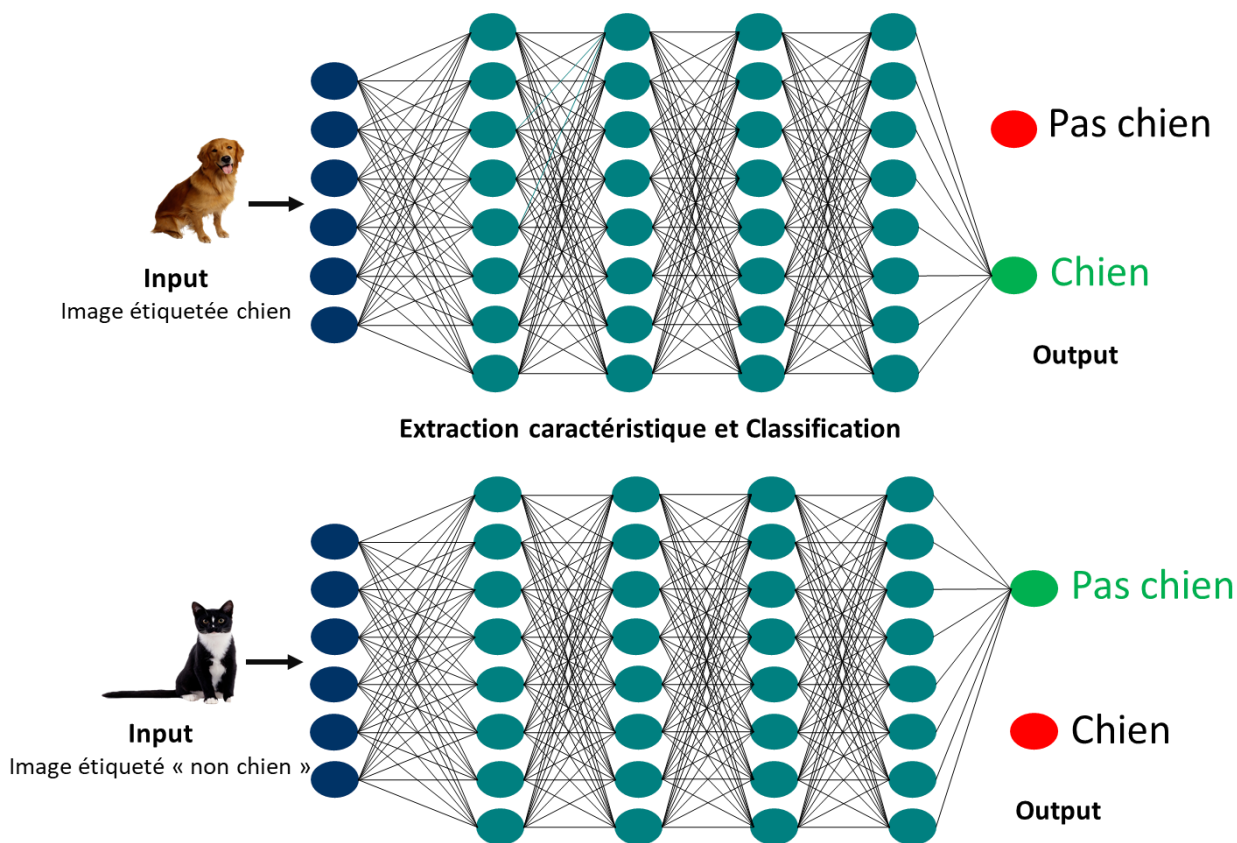 Pas chien
Chien
Input
Image étiquetée chien
Output
Extraction caractéristique et Classification
Pas chien
Chien
Input
Image étiqueté « non chien »
Output